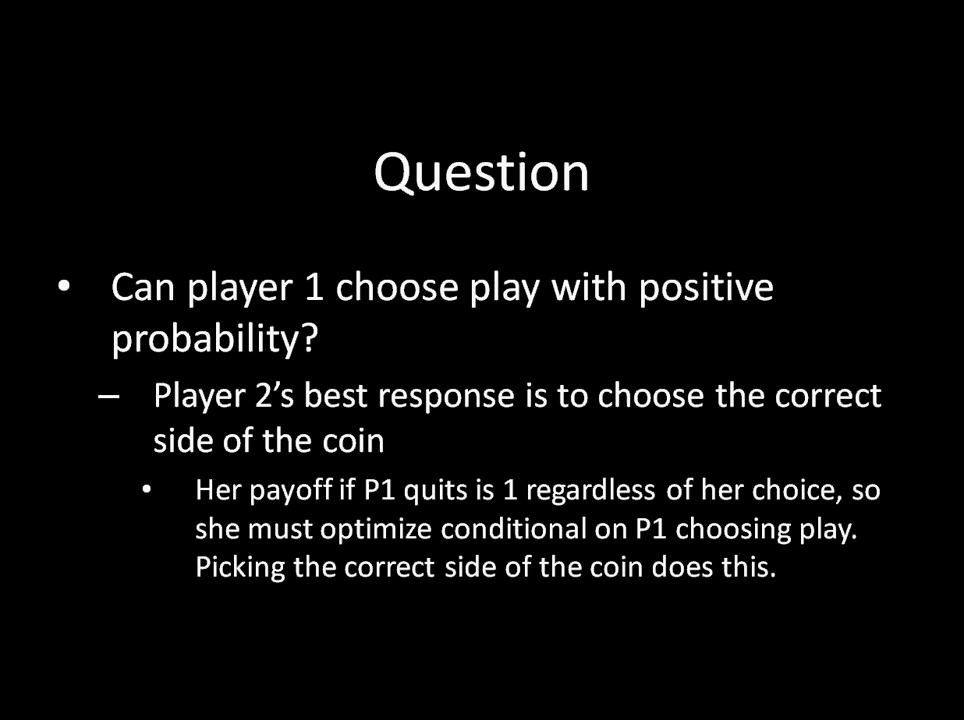 Question
• Can player 1 choose play with positive
probability?
– Player 2’s best response is to choose the correct
side of the coin
• Her payoff if P1 quits is 1 regardless of her choice, so
she must optimize conditional on P1 choosing play.
Picking the correct side of the coin does this.